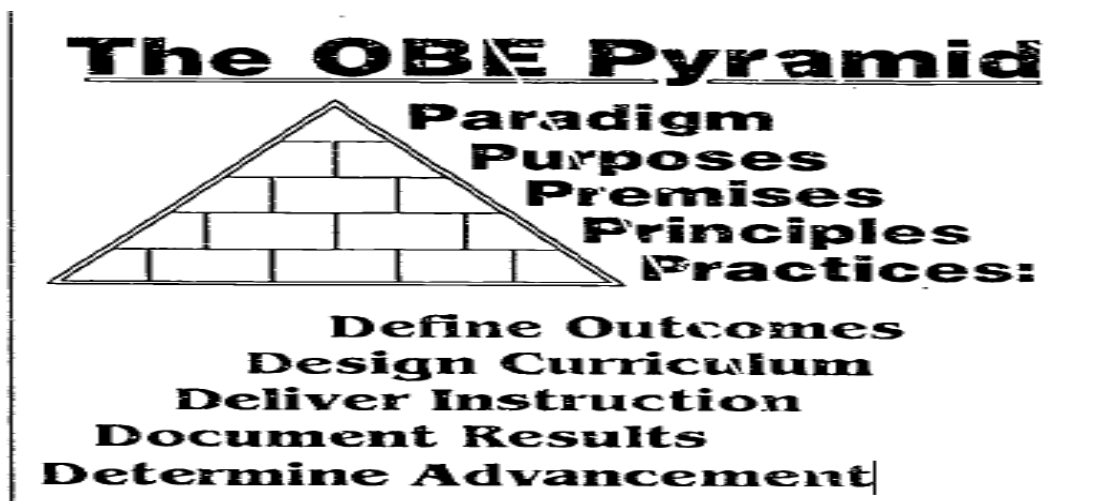 The OBE Pyramid
Paradigm
Purposes
Premises
Principles
Practices:
Define Outcomes
Design Curriculum
Deliver Instruction
Document Results
Determine Advancement